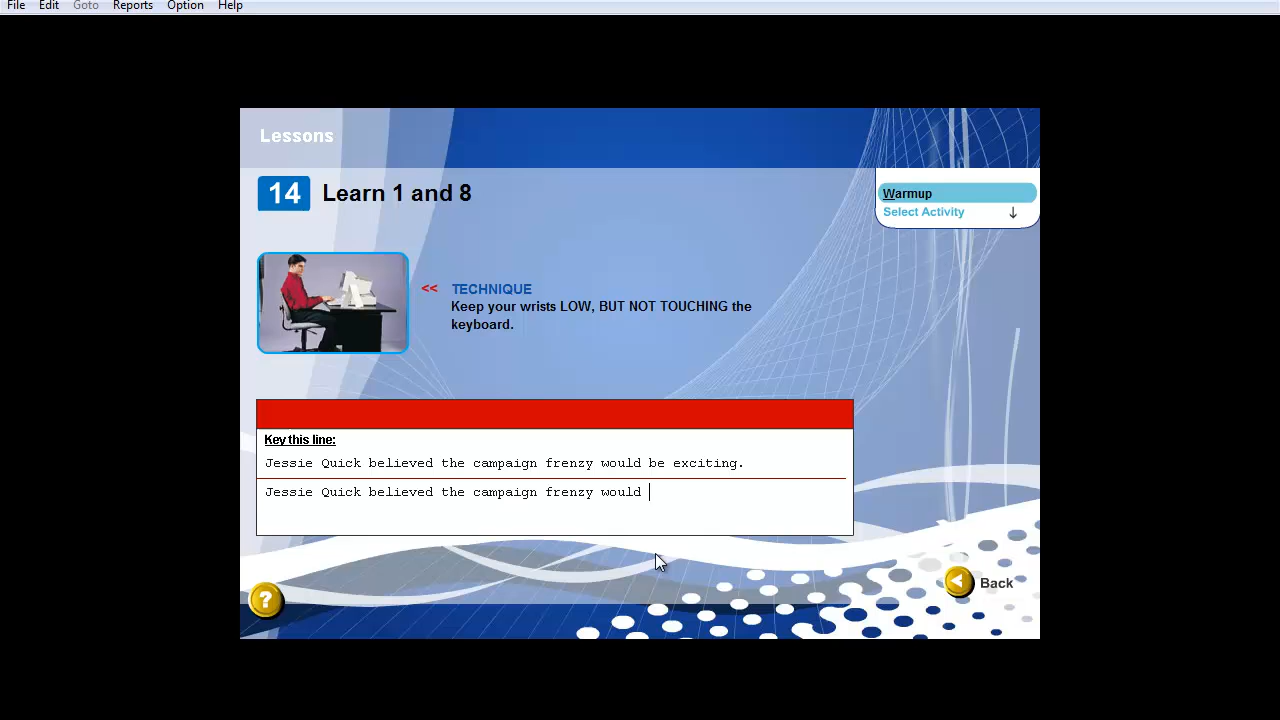 File Edit Goto Reports Option Help
Lessons
14 Learn 1 and 8
Warmup
Select Activity ↓
<< TECHNIQUE
Keep your wrists LOW, BUT NOT TOUCHING the
keyboard.
Key this line:
Jessie Quick believed the campaign frenzy would be exciting.
Jessie Quick believed the campaign frenzy would
? Back